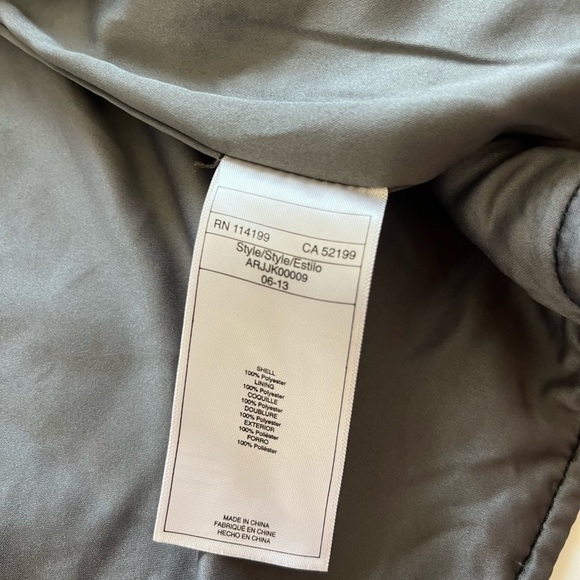 RN 114199 CA 52199
Style/Style/Estilo
ARJJK00009
06-13
SHELL
100% Polyester
LINING
100% Polyester
COQUILLE
100% Polyester
DOUBLURE
100% Polyester
EXTERIOR
100% Poliéster
FORRO
100% Poliéster
MADE IN CHINA
FABRIQUÉ EN CHINE
HECHO EN CHINA